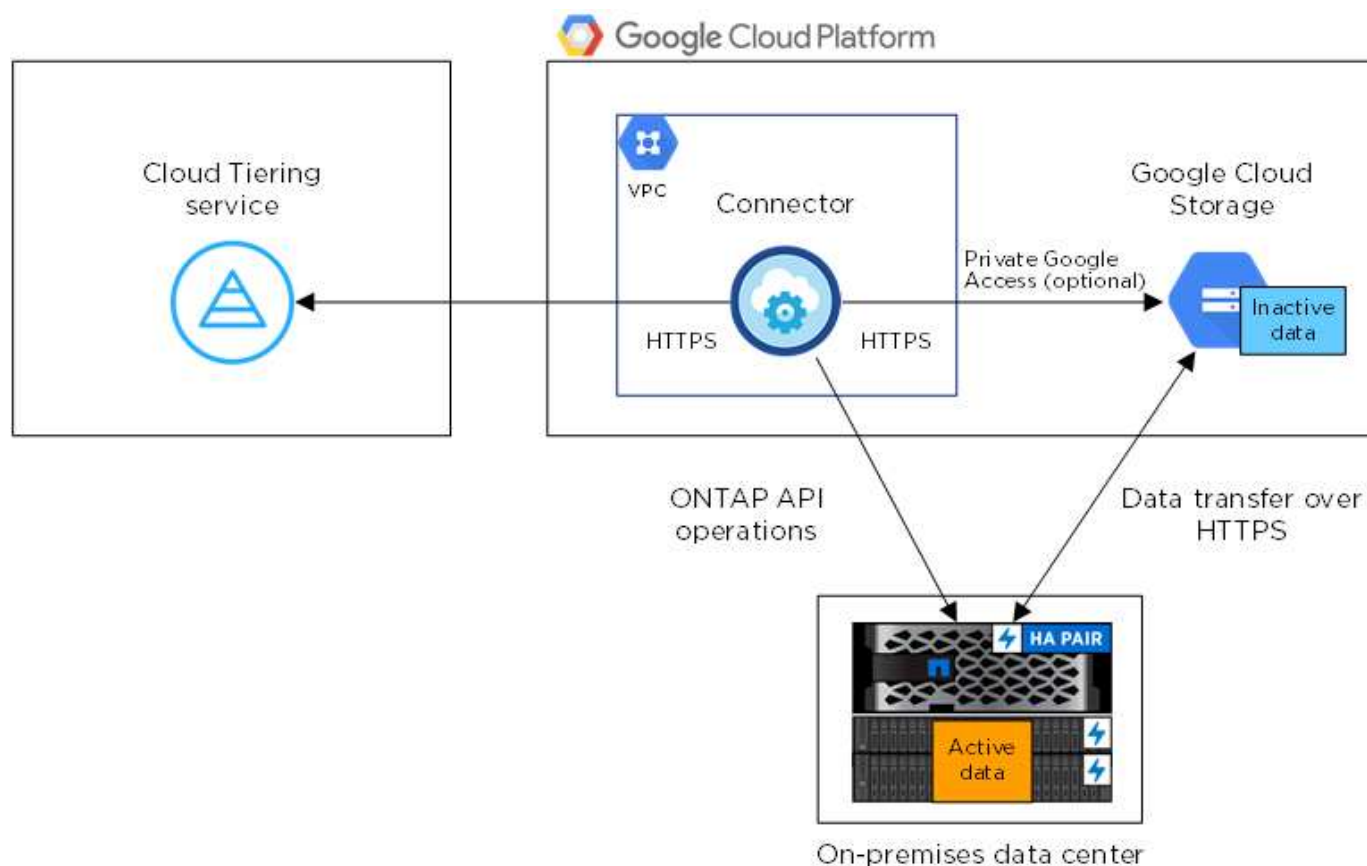 Google Cloud Platform
Cloud Tiering
service
VPC
Connector
Google Cloud
Storage
Private Google
Access (optional)
HTTPS
HTTPS
Inactive
data
ONTAP API
operations
Data transfer over
HTTPS
HA PAIR
Active
data
On-premises data center